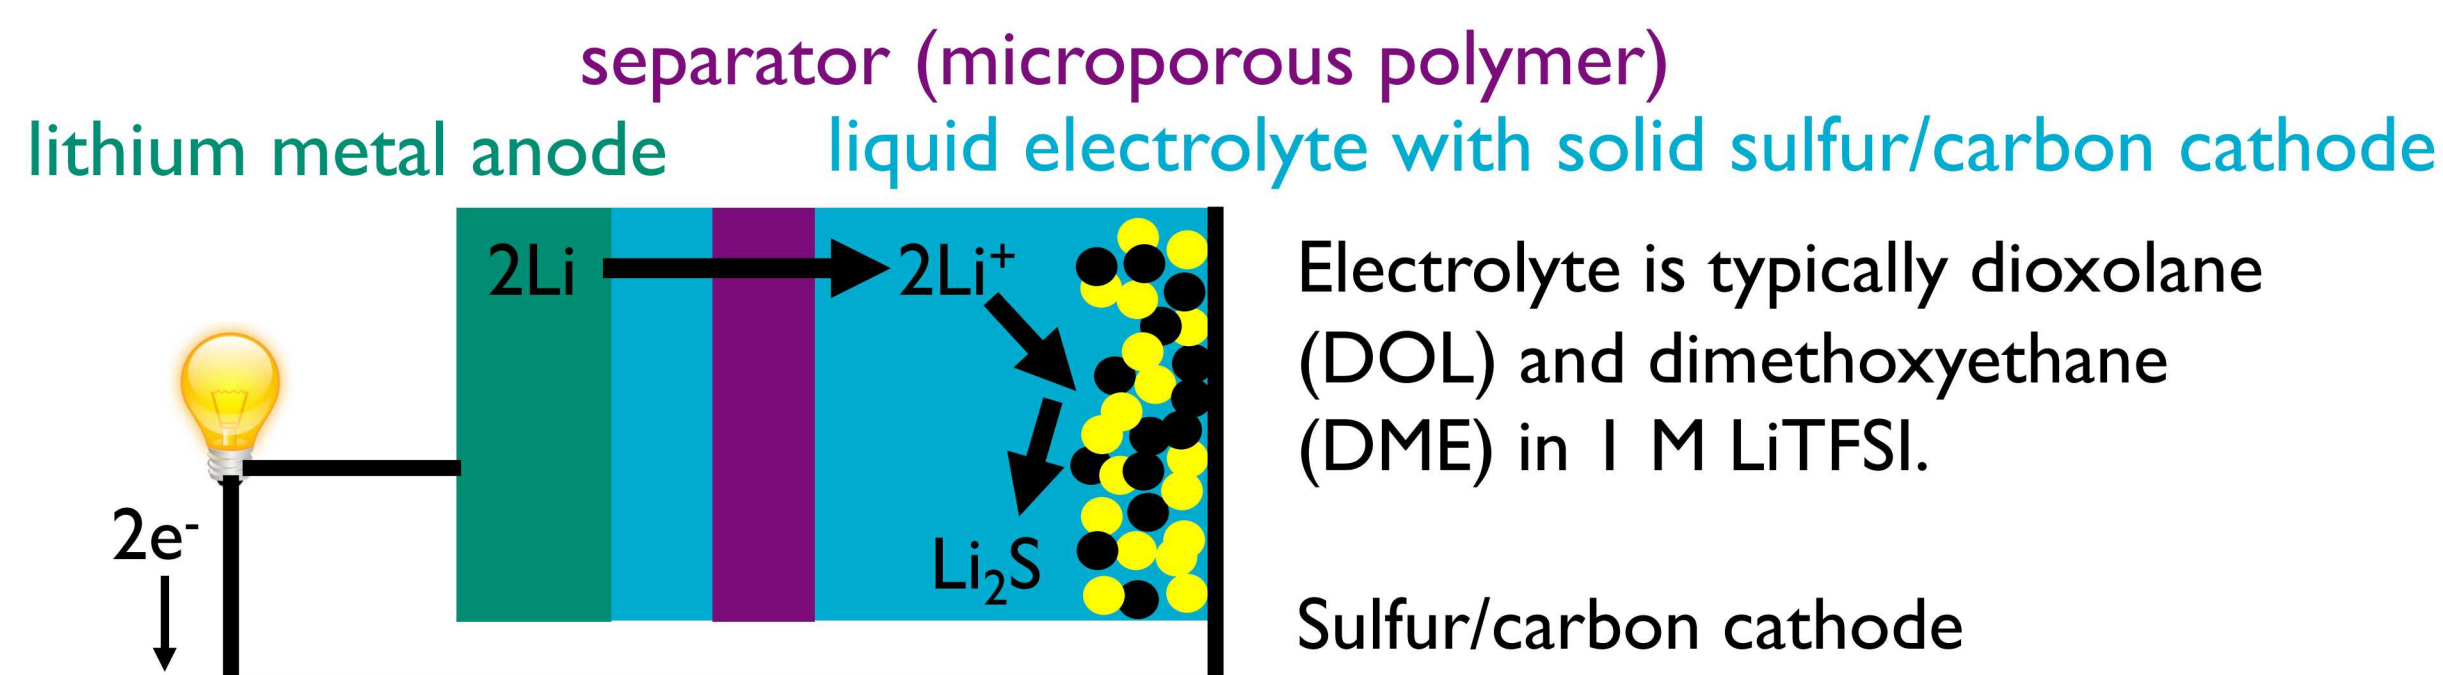 separator (microporous polymer)
lithium metal anode
liquid electrolyte with solid sulfur/carbon cathode
2Li
2Li⁺
Li₂S
2e⁻
Electrolyte is typically dioxolane
(DOL) and dimethoxyethane
(DME) in 1 M LiTFSI.
Sulfur/carbon cathode